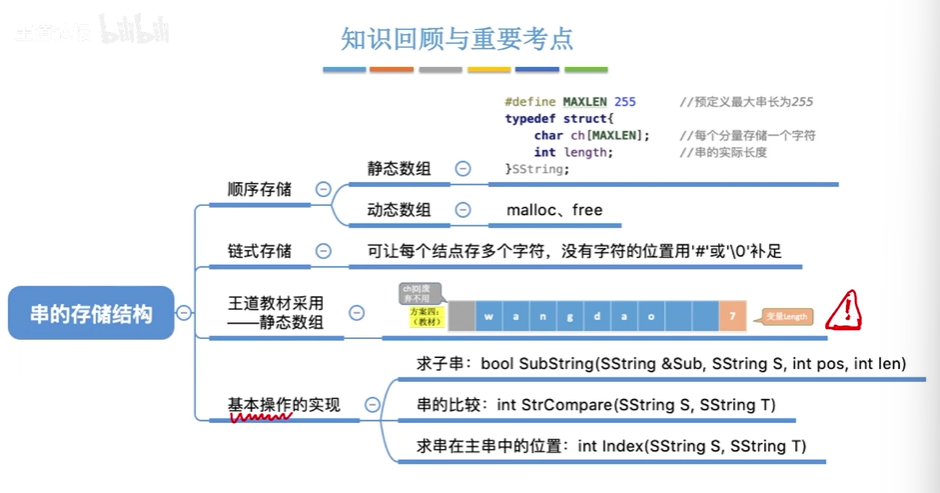 bilibili
知识回顾与重要考点
#define MAXLEN 255 //预定义最大串长为255
typedef struct{
char ch[MAXLEN]; //每个分量存储一个字符
int length; //串的实际长度
}SString;
静态数组
顺序存储
动态数组
malloc、free
链式存储
可让每个结点存多个字符，没有字符的位置用'#'或'\0'补足
串的存储结构
王道教材采用
——静态数组
ch[0]废
弃不用
方案四：
（教材）
w a n g d a o 7
变量Length
基本操作的实现
求子串：bool SubString(SString &Sub, SString S, int pos, int len)
串的比较：int StrCompare(SString S, SString T)
求串在主串中的位置：int Index(SString S, SString T)